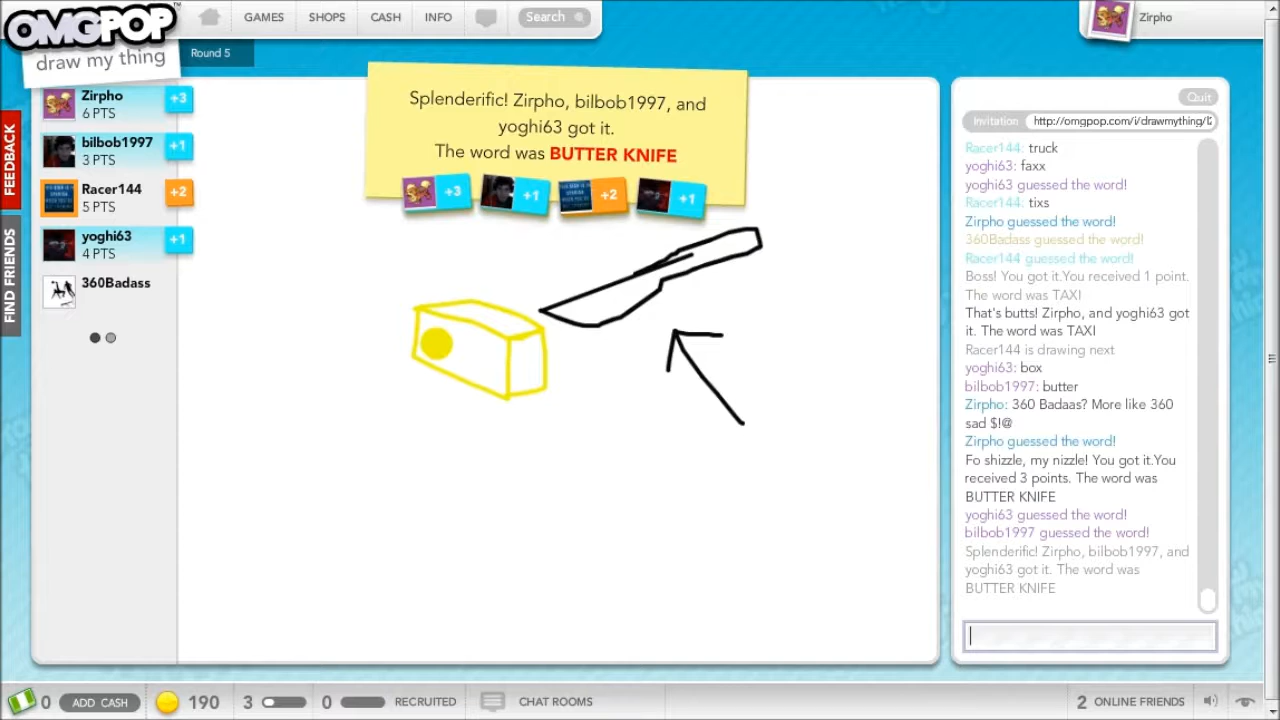 OMGPOP™
draw my thing
GAMES
SHOPS
CASH
INFO
Search
Zirpho
Round 5
FEEDBACK
FIND FRIENDS
Zirpho
6 PTS
+3
bilbob1997
3 PTS
+1
Racer144
5 PTS
+2
yoghi63
4 PTS
+1
360Badass
Splenderific! Zirpho, bilbob1997, and
yoghi63 got it.
The word was BUTTER KNIFE
+3
+1
+2
+1
Quit
Invitation
Racer144: truck
yoghi63: faxx
yoghi63 guessed the word!
Racer144: tixs
Zirpho guessed the word!
360Badass guessed the word!
Racer144 guessed the word!
Boss! You got it.You received 1 point.
The word was TAXI
That's butts! Zirpho, and yoghi63 got
it. The word was TAXI
Racer144 is drawing next
yoghi63: box
bilbob1997: butter
Zirpho: 360 Badaas? More like 360
sad $!@
Zirpho guessed the word!
Fo shizzle, my nizzle! You got it.You
received 3 points. The word was
BUTTER KNIFE
yoghi63 guessed the word!
bilbob1997 guessed the word!
Splenderific! Zirpho, bilbob1997, and
yoghi63 got it. The word was
BUTTER KNIFE
0
ADD CASH
190
3
0
RECRUITED
CHAT ROOMS
2 ONLINE FRIENDS